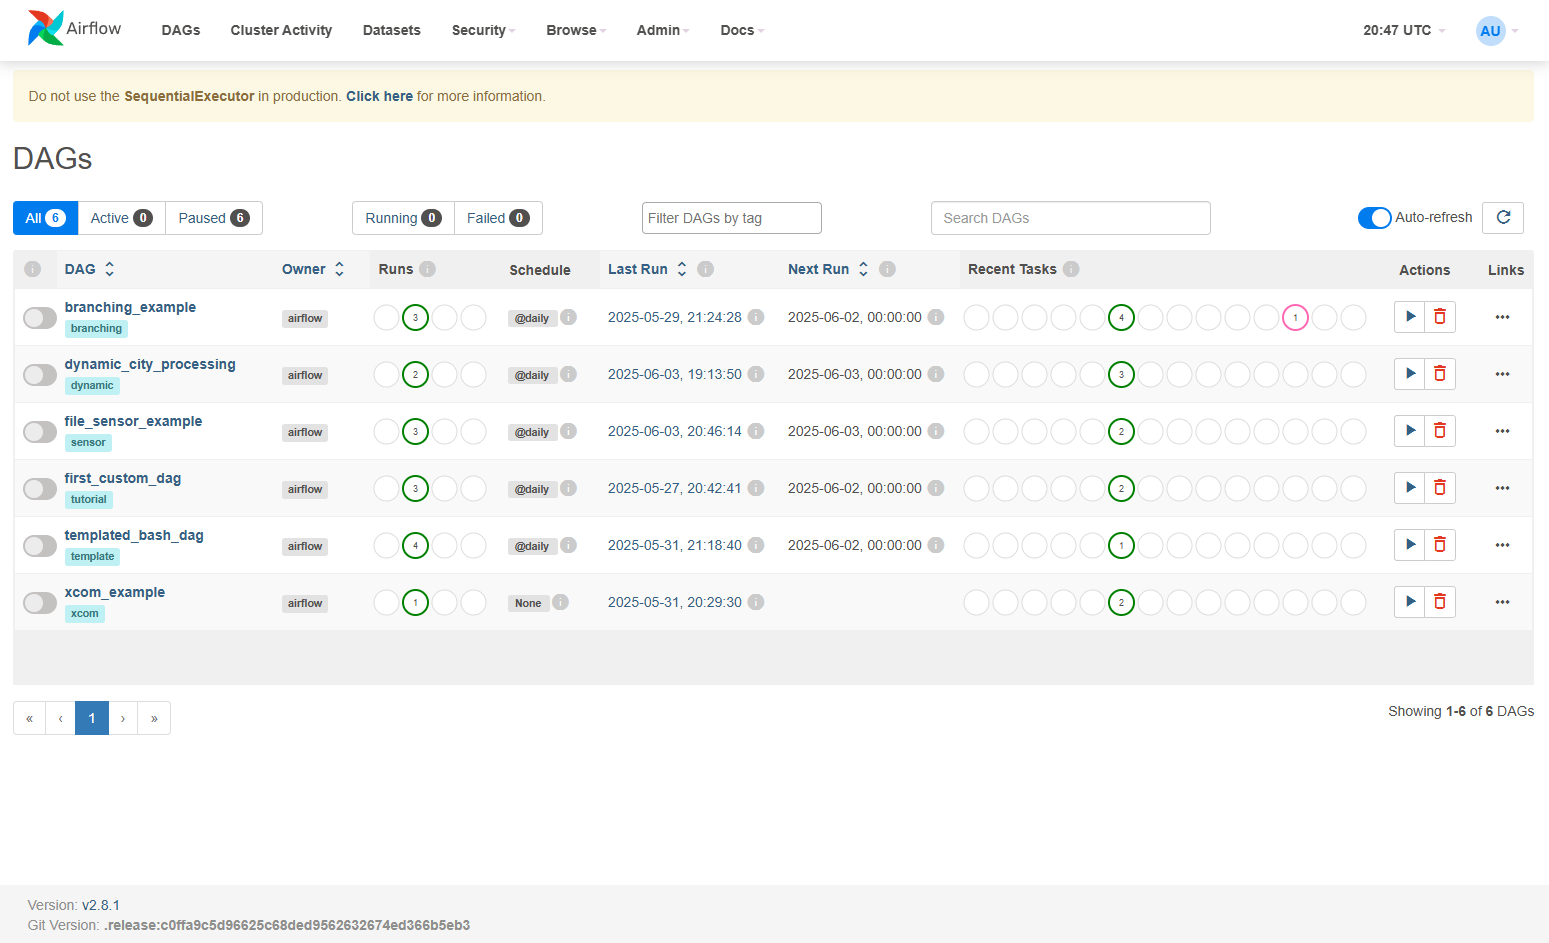 Airflow DAGs Cluster Activity Datasets Security Browse Admin Docs 20:47 UTC AU
Do not use the SequentialExecutor in production. Click here for more information.
DAGs
All 6 Active 0 Paused 6 Running 0 Failed 0 Filter DAGs by tag Search DAGs Auto-refresh
DAG Owner Runs Schedule Last Run Next Run Recent Tasks Actions Links
branching_example
branching
airflow 3 @daily 2025-05-29, 21:24:28 2025-06-02, 00:00:00 4 1
dynamic_city_processing
dynamic
airflow 2 @daily 2025-06-03, 19:13:50 2025-06-03, 00:00:00 3
file_sensor_example
sensor
airflow 3 @daily 2025-06-03, 20:46:14 2025-06-03, 00:00:00 2
first_custom_dag
tutorial
airflow 3 @daily 2025-05-27, 20:42:41 2025-06-02, 00:00:00 2
templated_bash_dag
template
airflow 4 @daily 2025-05-31, 21:18:40 2025-06-02, 00:00:00 1
xcom_example
xcom
airflow 1 None 2025-05-31, 20:29:30 2
« ‹ 1 › »
Showing 1-6 of 6 DAGs
Version: v2.8.1
Git Version: .release:c0ffa9c5d96625c68ded9562632674ed366b5eb3